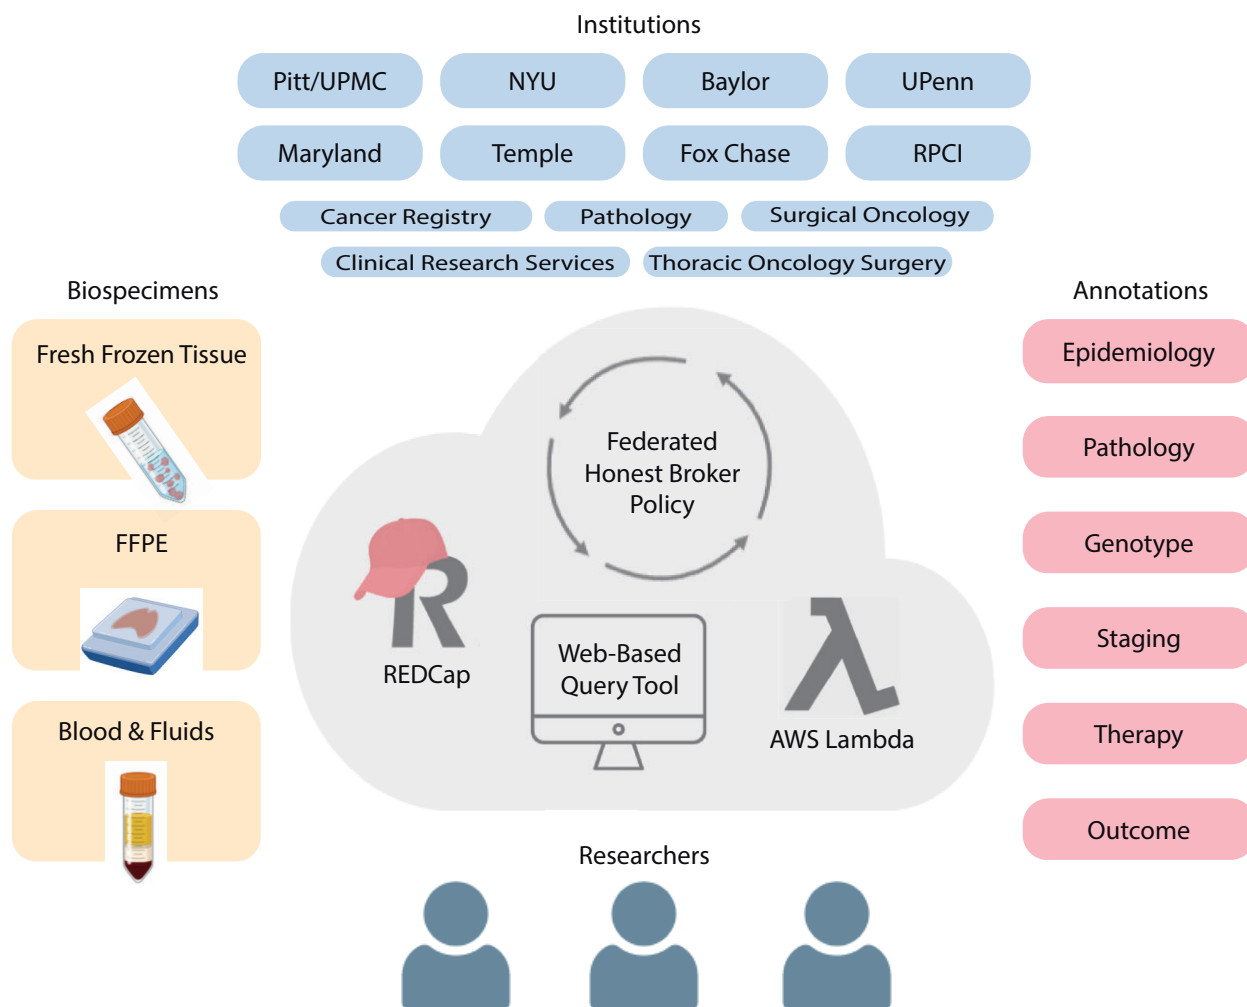 Institutions
Pitt/UPMC
NYU
Baylor
UPenn
Maryland
Temple
Fox Chase
RPCI
Cancer Registry
Pathology
Surgical Oncology
Clinical Research Services
Thoracic Oncology Surgery
Biospecimens
Fresh Frozen Tissue
FFPE
Blood & Fluids
Federated
Honest Broker
Policy
R
REDCap
Web-Based
Query Tool
λ
AWS Lambda
Annotations
Epidemiology
Pathology
Genotype
Staging
Therapy
Outcome
Researchers